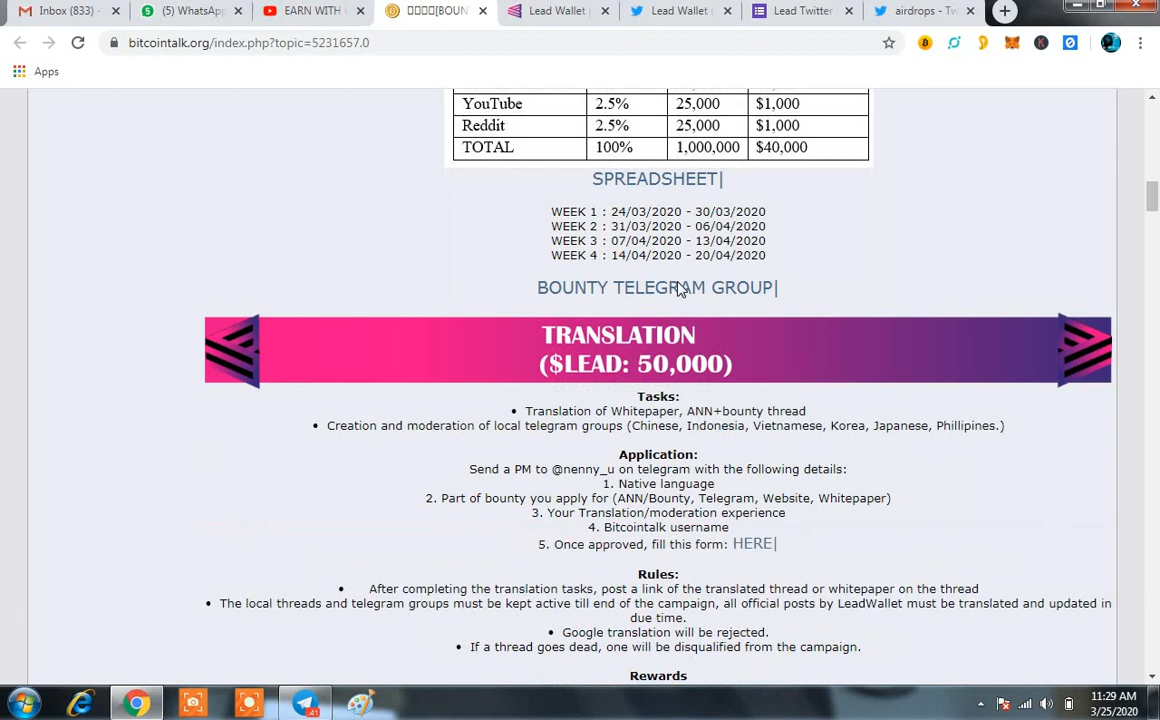 Inbox (833) -
(5) WhatsApp
EARN WITH
[BOUN
Lead Wallet
Lead Wallet (
Lead Twitter
airdrops - Tw
bitcointalk.org/index.php?topic=5231657.0
Apps
YouTube 2.5% 25,000 $1,000
Reddit 2.5% 25,000 $1,000
TOTAL 100% 1,000,000 $40,000
SPREADSHEET|
WEEK 1 : 24/03/2020 - 30/03/2020
WEEK 2 : 31/03/2020 - 06/04/2020
WEEK 3 : 07/04/2020 - 13/04/2020
WEEK 4 : 14/04/2020 - 20/04/2020
BOUNTY TELEGRAM GROUP|
TRANSLATION
($LEAD: 50,000)
Tasks:
• Translation of Whitepaper, ANN+bounty thread
• Creation and moderation of local telegram groups (Chinese, Indonesia, Vietnamese, Korea, Japanese, Phillipines.)
Application:
Send a PM to @nenny_u on telegram with the following details:
1. Native language
2. Part of bounty you apply for (ANN/Bounty, Telegram, Website, Whitepaper)
3. Your Translation/moderation experience
4. Bitcointalk username
5. Once approved, fill this form: HERE|
Rules:
• After completing the translation tasks, post a link of the translated thread or whitepaper on the thread
• The local threads and telegram groups must be kept active till end of the campaign, all official posts by LeadWallet must be translated and updated in
due time.
• Google translation will be rejected.
• If a thread goes dead, one will be disqualified from the campaign.
Rewards
41
11:29 AM
3/25/2020